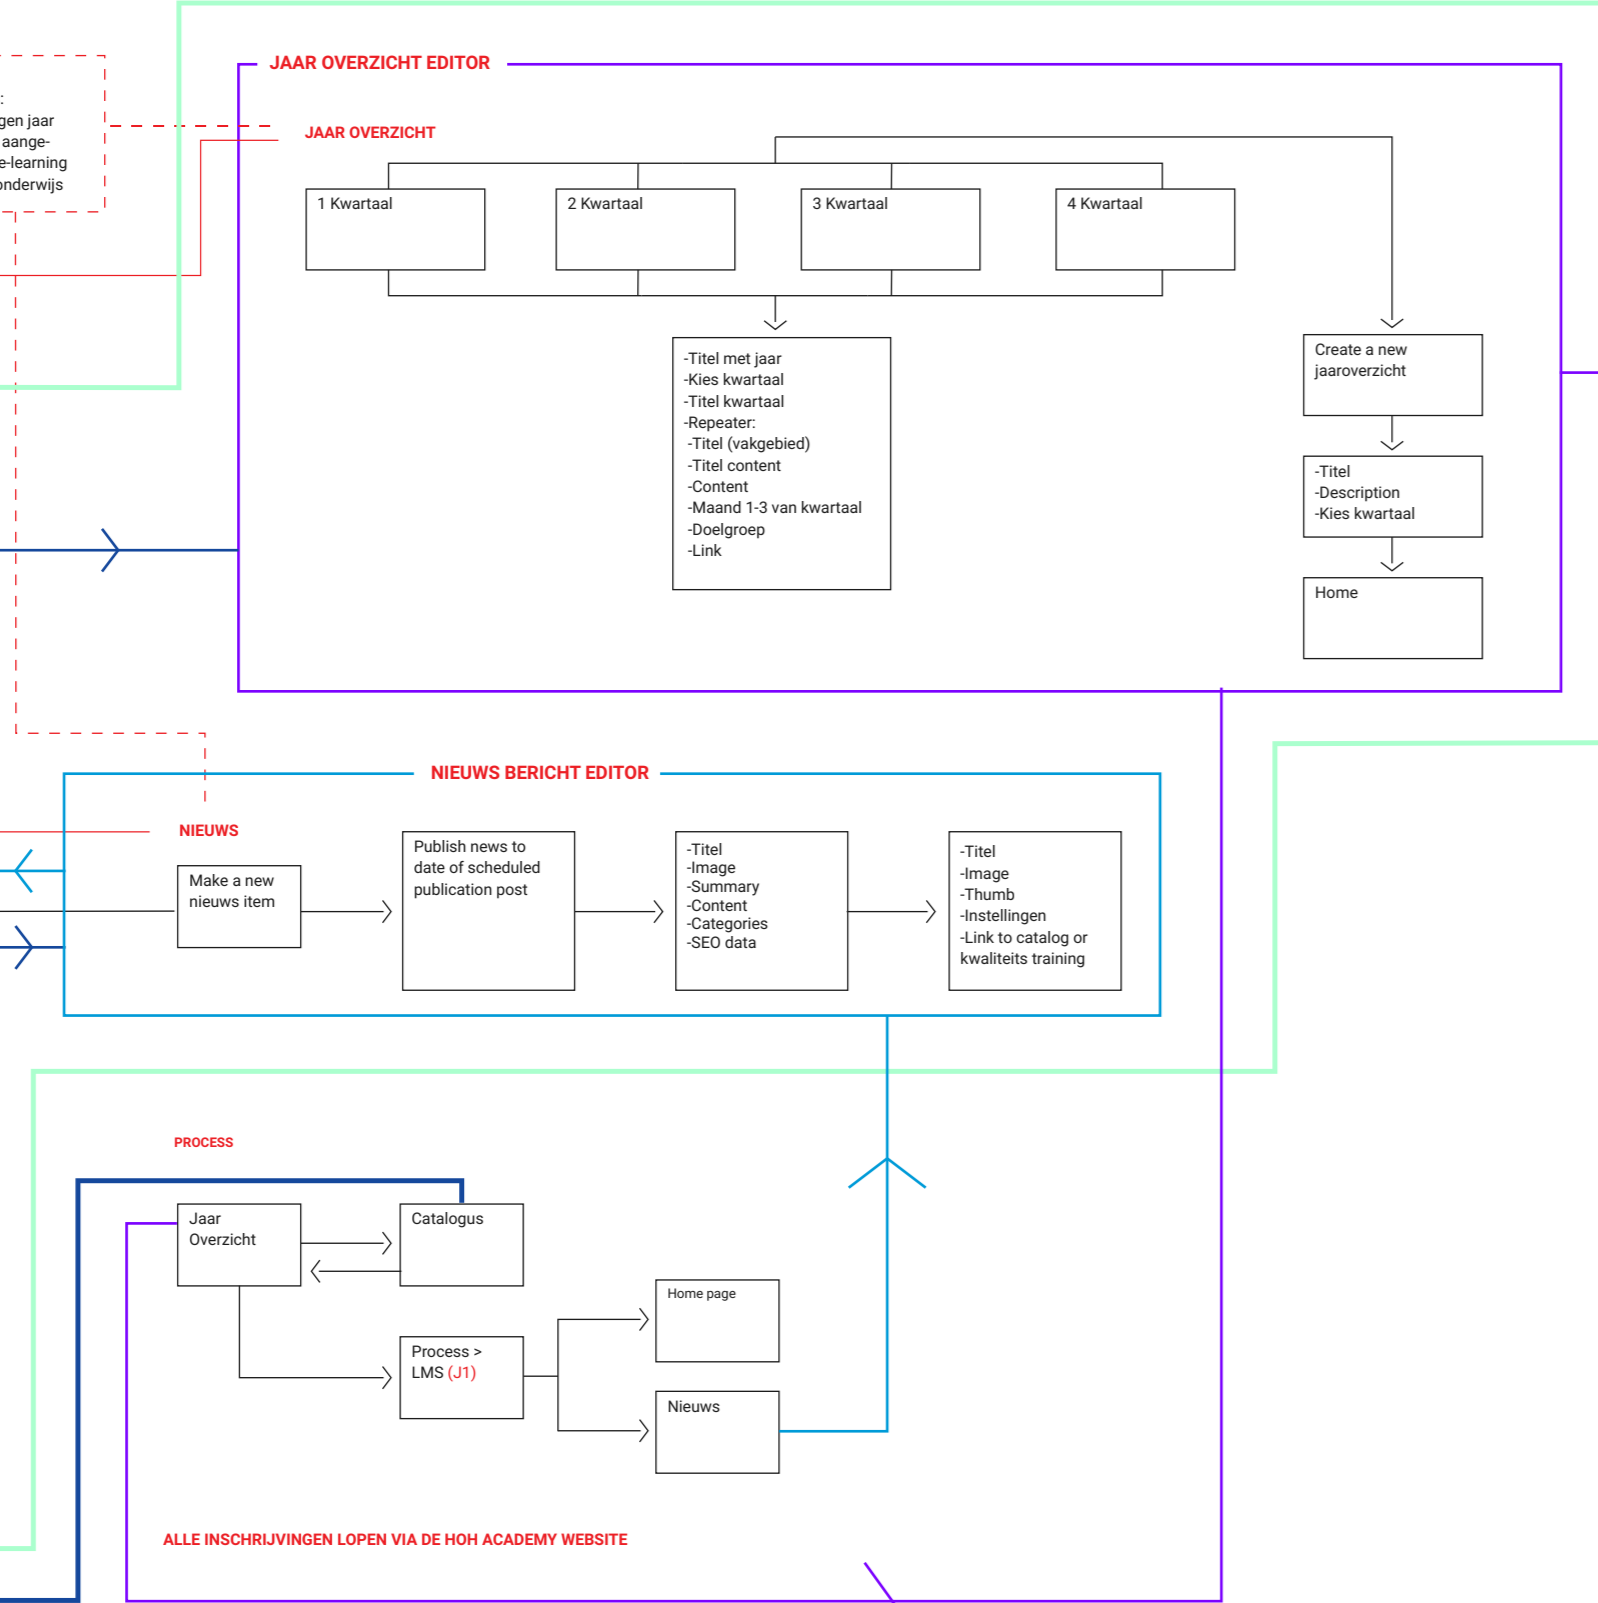 JAAR OVERZICHT EDITOR
:
gen jaar
aange-
e-learning
onderwijs
JAAR OVERZICHT
1 Kwartaal
2 Kwartaal
3 Kwartaal
4 Kwartaal
-Titel met jaar
-Kies kwartaal
-Titel kwartaal
-Repeater:
-Titel (vakgebied)
-Titel content
-Content
-Maand 1-3 van kwartaal
-Doelgroep
-Link
Create a new
jaaroverzicht
-Titel
-Description
-Kies kwartaal
Home
NIEUWS BERICHT EDITOR
NIEUWS
Make a new
nieuws item
Publish news to
date of scheduled
publication post
-Titel
-Image
-Summary
-Content
-Categories
-SEO data
-Titel
-Image
-Thumb
-Instellingen
-Link to catalog or
kwaliteits training
PROCESS
Jaar
Overzicht
Catalogus
Process >
LMS (J1)
Home page
Nieuws
ALLE INSCHRIJVINGEN LOPEN VIA DE HOH ACADEMY WEBSITE